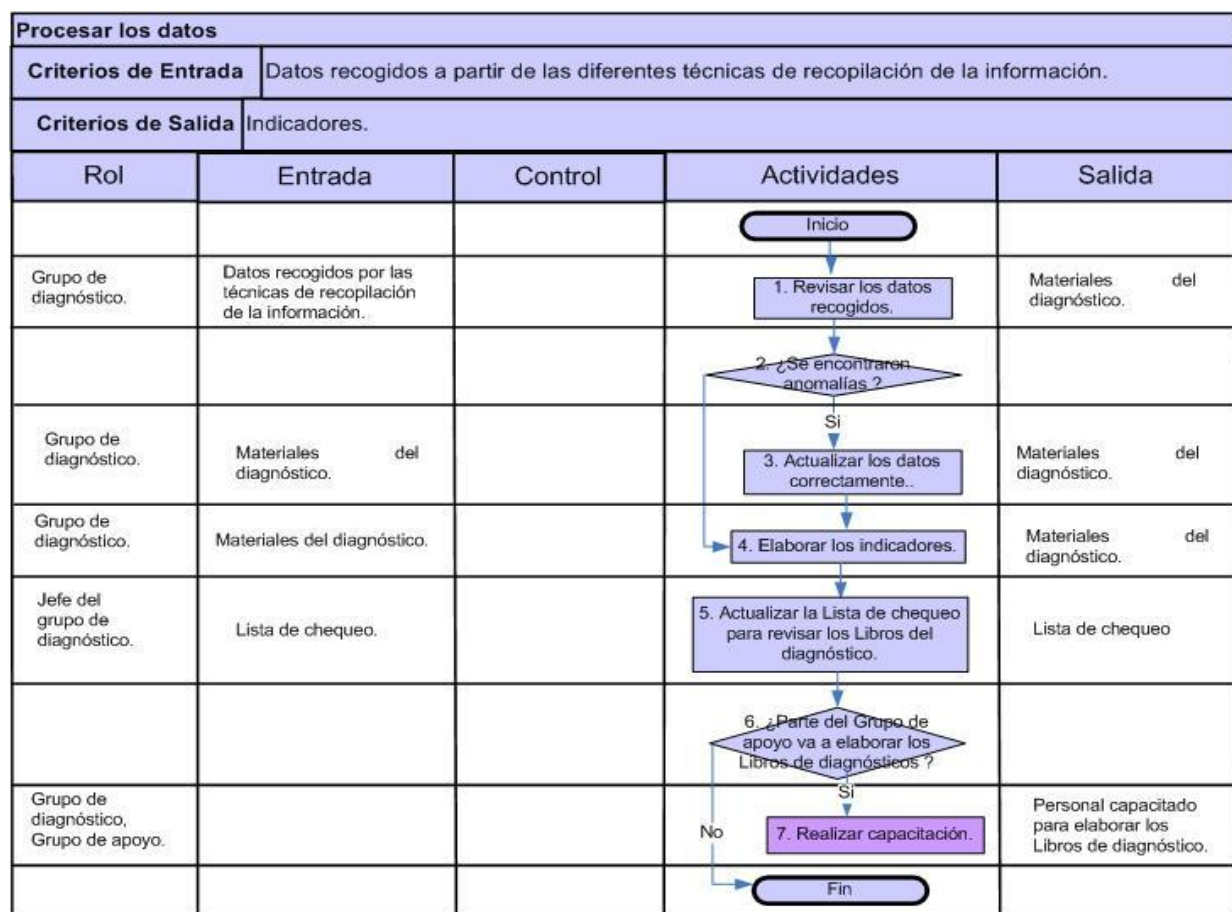 Procesar los datos
Criterios de Entrada Datos recogidos a partir de las diferentes técnicas de recopilación de la información.
Criterios de Salida Indicadores.
Rol Entrada Control Actividades Salida
Inicio
Grupo de
diagnóstico.
Datos recogidos por las
técnicas de recopilación
de la información.
1. Revisar los datos
recogidos.
Materiales del
diagnóstico.
2. ¿Se encontraron
anomalías ?
Si
Grupo de
diagnóstico.
Materiales del
diagnóstico.
3. Actualizar los datos
correctamente..
Materiales del
diagnóstico.
Grupo de
diagnóstico.
Materiales del diagnóstico.
4. Elaborar los indicadores.
Materiales del
diagnóstico.
Jefe del
grupo de
diagnóstico.
Lista de chequeo.
5. Actualizar la Lista de chequeo
para revisar los Libros del
diagnóstico.
Lista de chequeo
6. ¿Parte del Grupo de
apoyo va a elaborar los
Libros de diagnósticos ?
Si
No
Grupo de
diagnóstico,
Grupo de apoyo.
7. Realizar capacitación.
Personal capacitado
para elaborar los
Libros de diagnóstico.
Fin